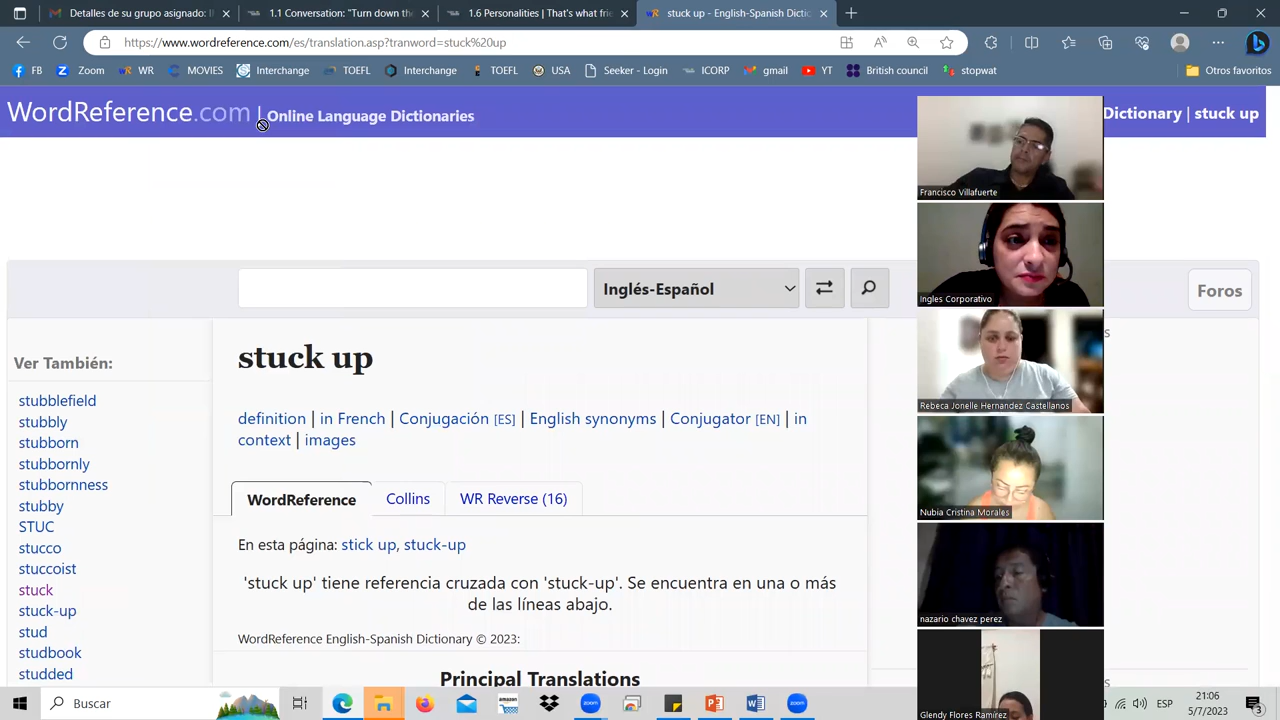 Detalles de su grupo asignado: I
1.1 Conversation: "Turn down t
1.6 Personalities | That's what frie
stuck up - English-Spanish Dictio
https://www.wordreference.com/es/translation.asp?tranword=stuck%20up
FB
Zoom
WR
MOVIES
Interchange
TOEFL
Interchange
TOEFL
USA
Seeker - Login
ICORP
gmail
YT
British council
stopwat
Otros favoritos
WordReference.com | Online Language Dictionaries
Dictionary | stuck up
Inglés-Español
Foros
Ver También:
stubblefield
stubbly
stubborn
stubbornly
stubbornness
stubby
STUC
stucco
stuccoist
stuck
stuck-up
stud
studbook
studded
stuck up
definition | in French | Conjugación [ES] | English synonyms | Conjugator [EN] | in
context | images
WordReference
Collins
WR Reverse (16)
En esta página: stick up, stuck-up
'stuck up' tiene referencia cruzada con 'stuck-up'. Se encuentra en una o más
de las líneas abajo.
WordReference English-Spanish Dictionary © 2023:
Principal Translations
Francisco Villafuerte
Ingles Corporativo
Rebeca Jonelle Hernandez Castellanos
Nubia Cristina Morales
nazario chavez perez
Glendy Flores Ramírez
Buscar
ESP
21:06
5/7/2023
3